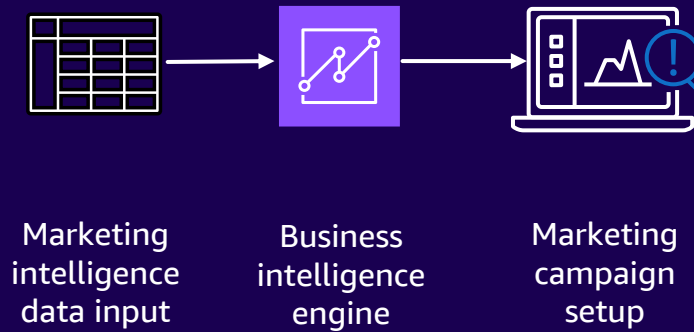 Marketing
intelligence
data input
Business
intelligence
engine
Marketing
campaign
setup
!